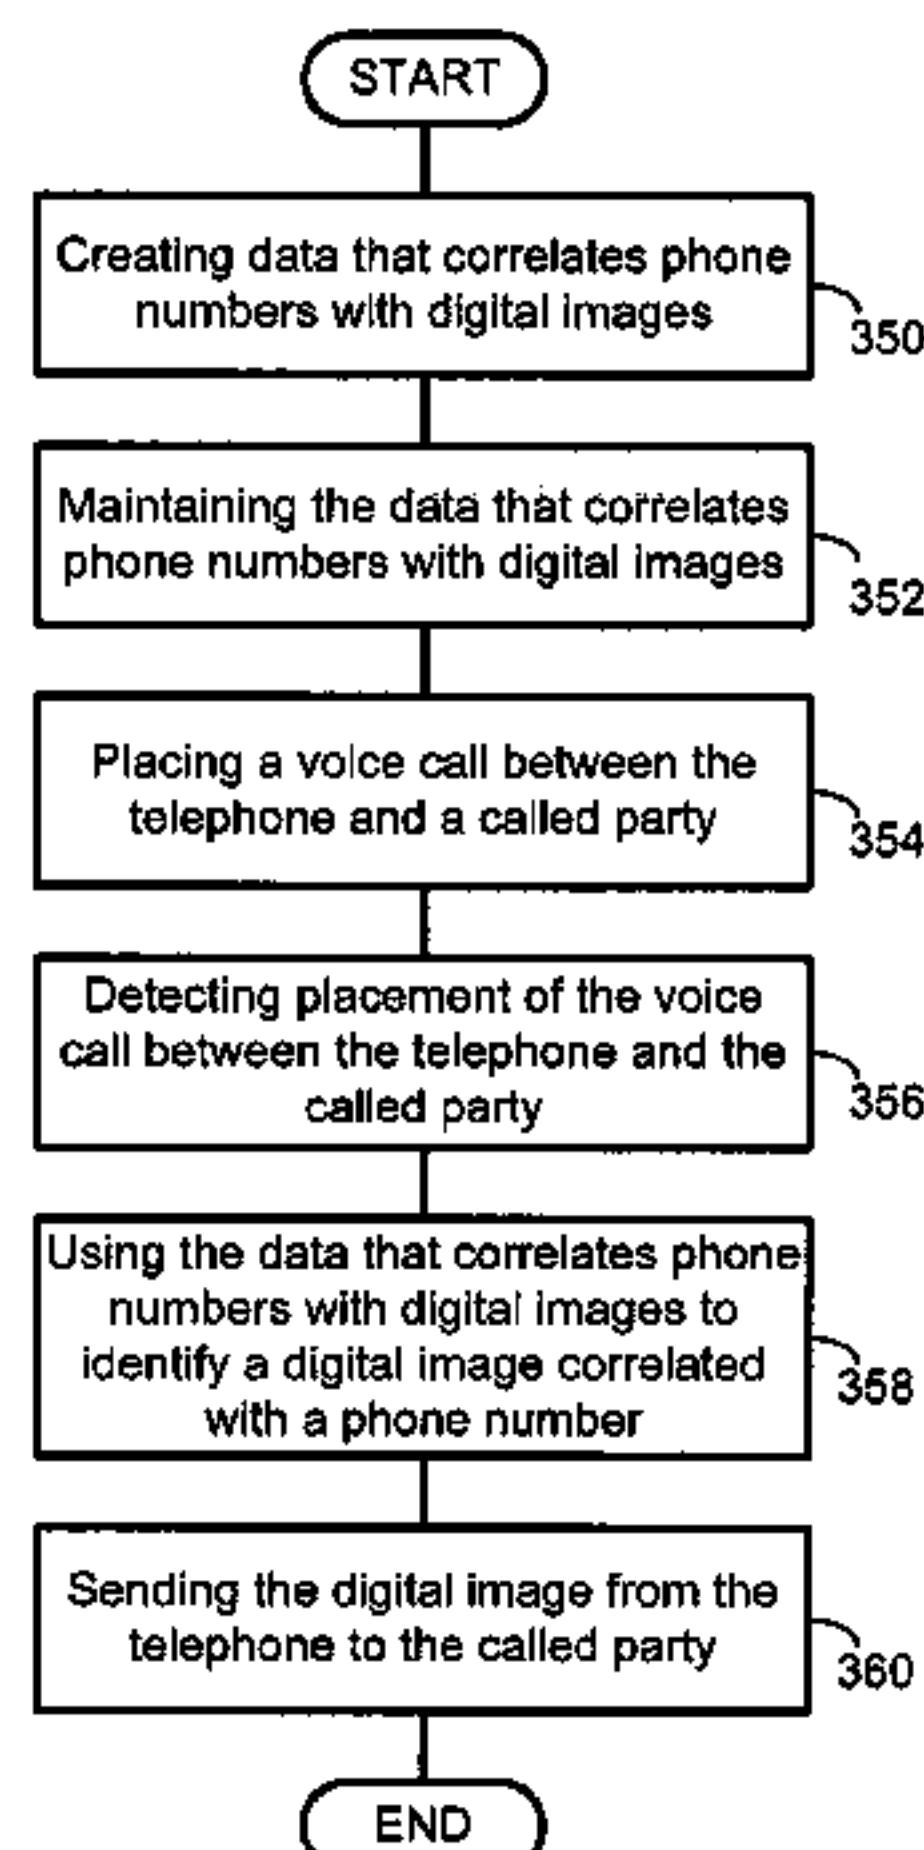 START
Creating data that correlates phone
numbers with digital images
350
Maintaining the data that correlates
phone numbers with digital images
352
Placing a voice call between the
telephone and a called party
354
Detecting placement of the voice
call between the telephone and the
called party
356
Using the data that correlates phone
numbers with digital images to
identify a digital image correlated
with a phone number
358
Sending the digital image from the
telephone to the called party
360
END